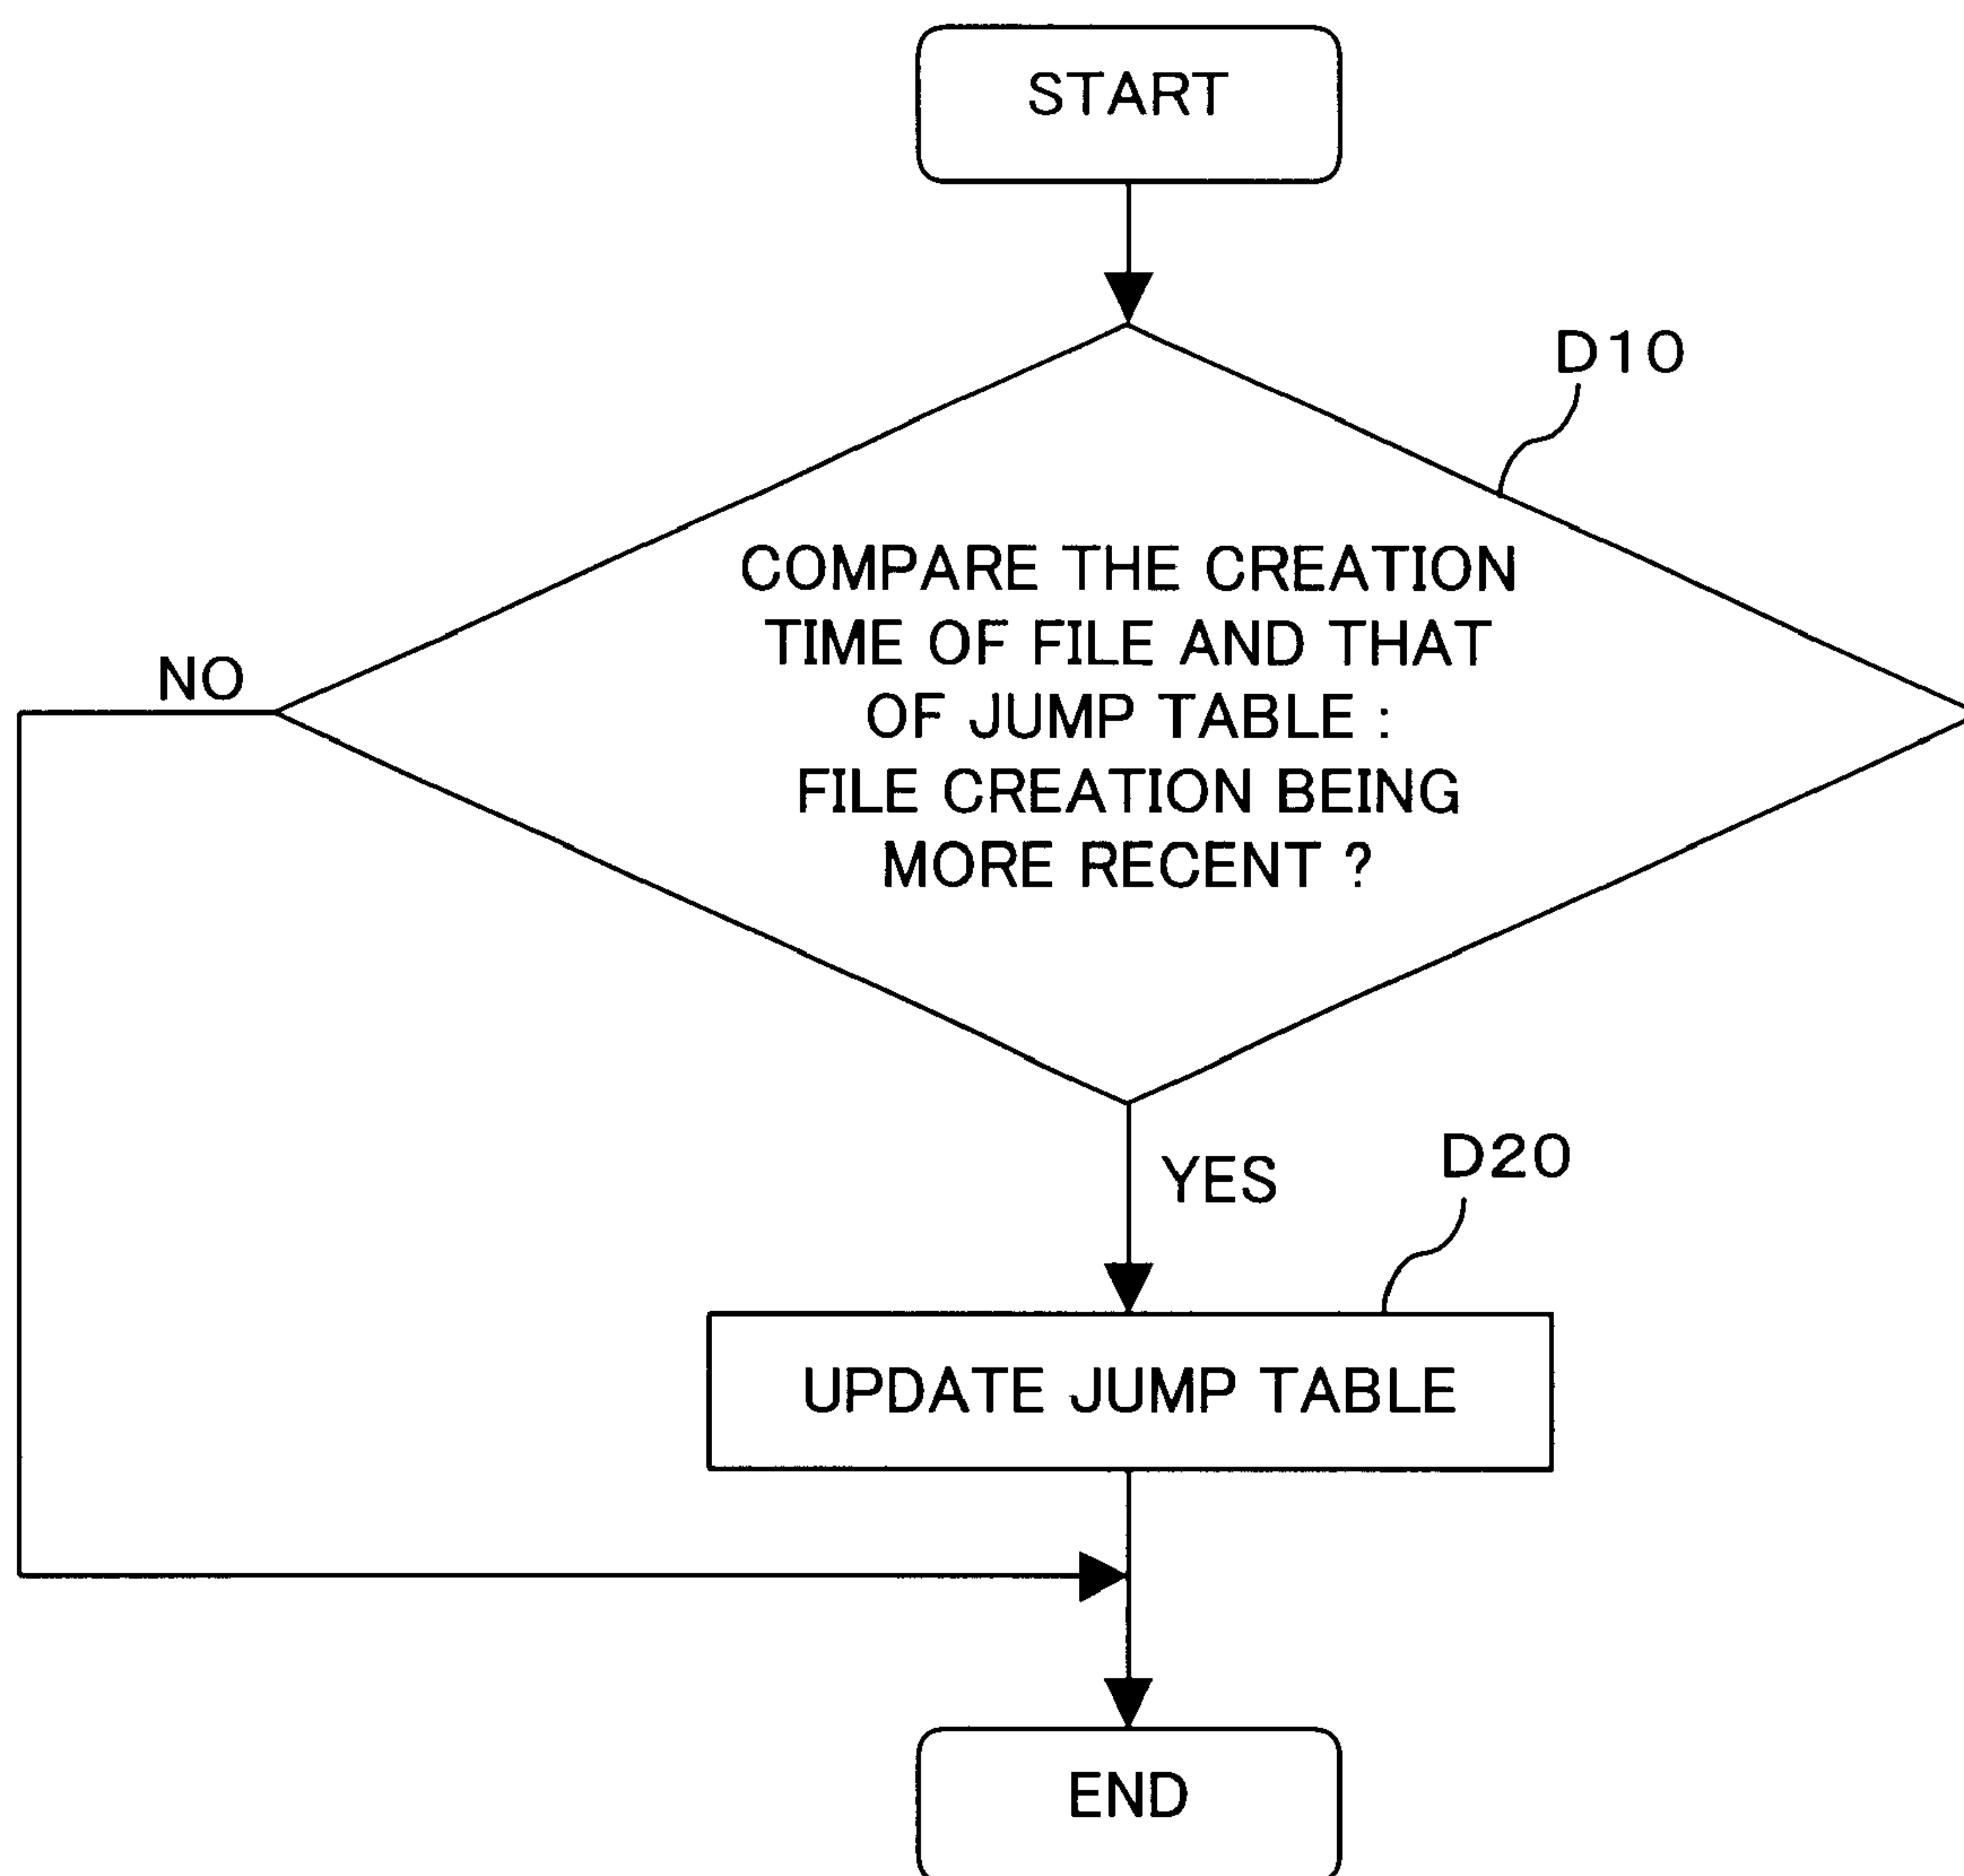 START
D10
COMPARE THE CREATION
TIME OF FILE AND THAT
OF JUMP TABLE :
FILE CREATION BEING
MORE RECENT ?
NO
YES
D20
UPDATE JUMP TABLE
END